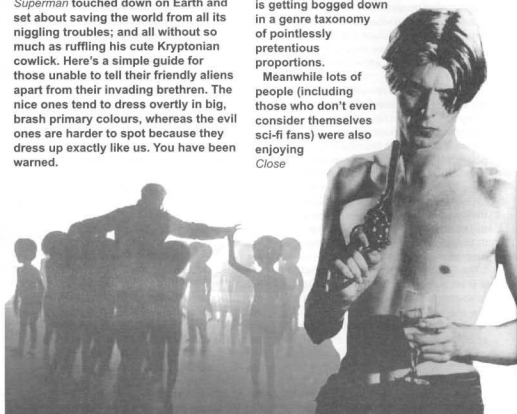 Superman touched down on Earth and
set about saving the world from all its
niggling troubles; and all without so
much as ruffling his cute Kryptonian
cowlick. Here's a simple guide for
those unable to tell their friendly aliens
apart from their invading brethren. The
nice ones tend to dress overtly in big,
brash primary colours, whereas the evil
ones are harder to spot because they
dress up exactly like us. You have been
warned.
is getting bogged down
in a genre taxonomy
of pointlessly
pretentious
proportions.
Meanwhile lots of
people (including
those who don't even
consider themselves
sci-fi fans) were also
enjoying
Close